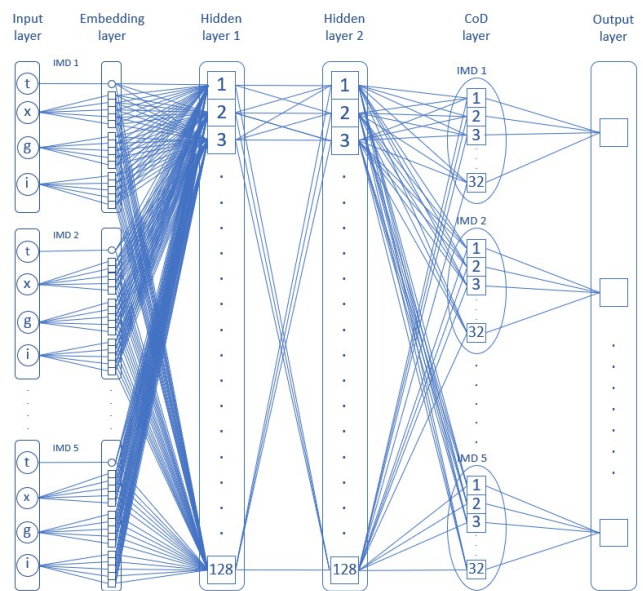 Input layer
Embedding layer
Hidden layer 1
Hidden layer 2
CoD layer
Output layer
IMD 1
t
x
g
i
IMD 2
t
x
g
i
IMD 5
t
x
g
i
1
2
3
128
1
2
3
128
IMD 1
1
2
3
32
IMD 2
1
2
3
32
IMD 5
1
2
3
32